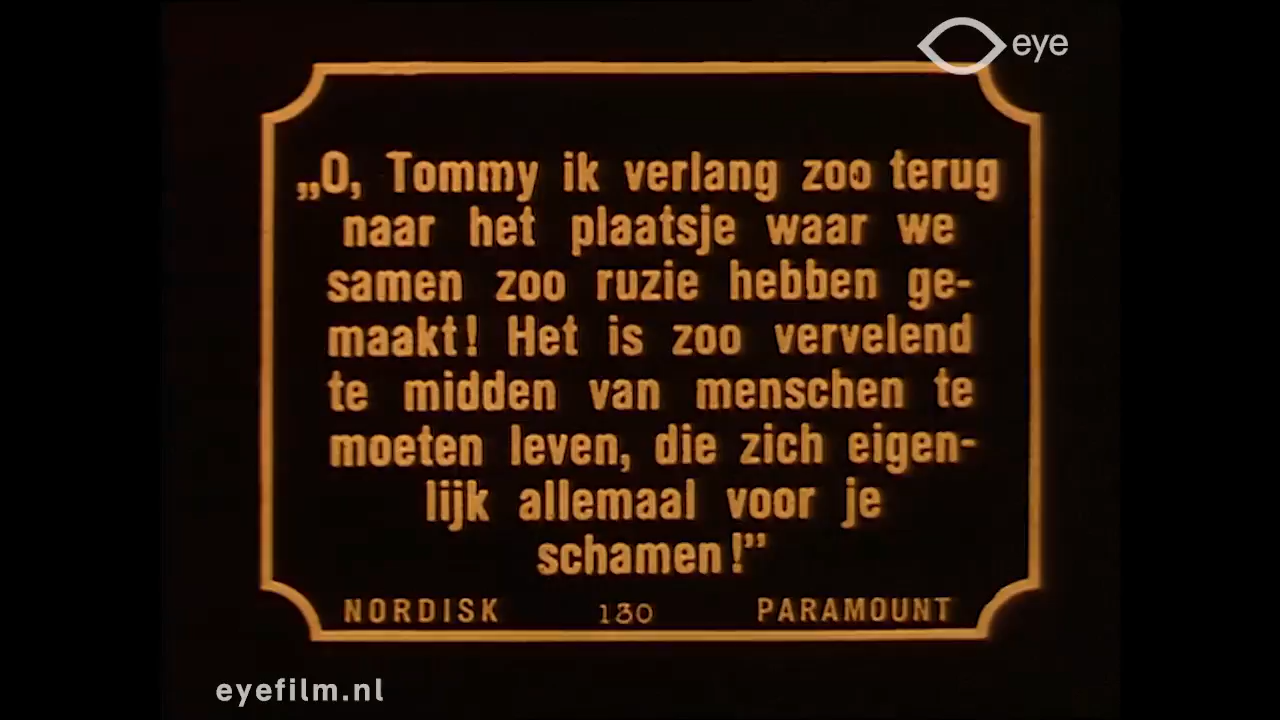 eye
„O, Tommy ik verlang zoo terug
naar het plaatsje waar we
samen zoo ruzie hebben ge-
maakt! Het is zoo vervelend
te midden van menschen te
moeten leven, die zich eigen-
lijk allemaal voor je
schamen!”
NORDISK 130 PARAMOUNT
eyefilm.nl